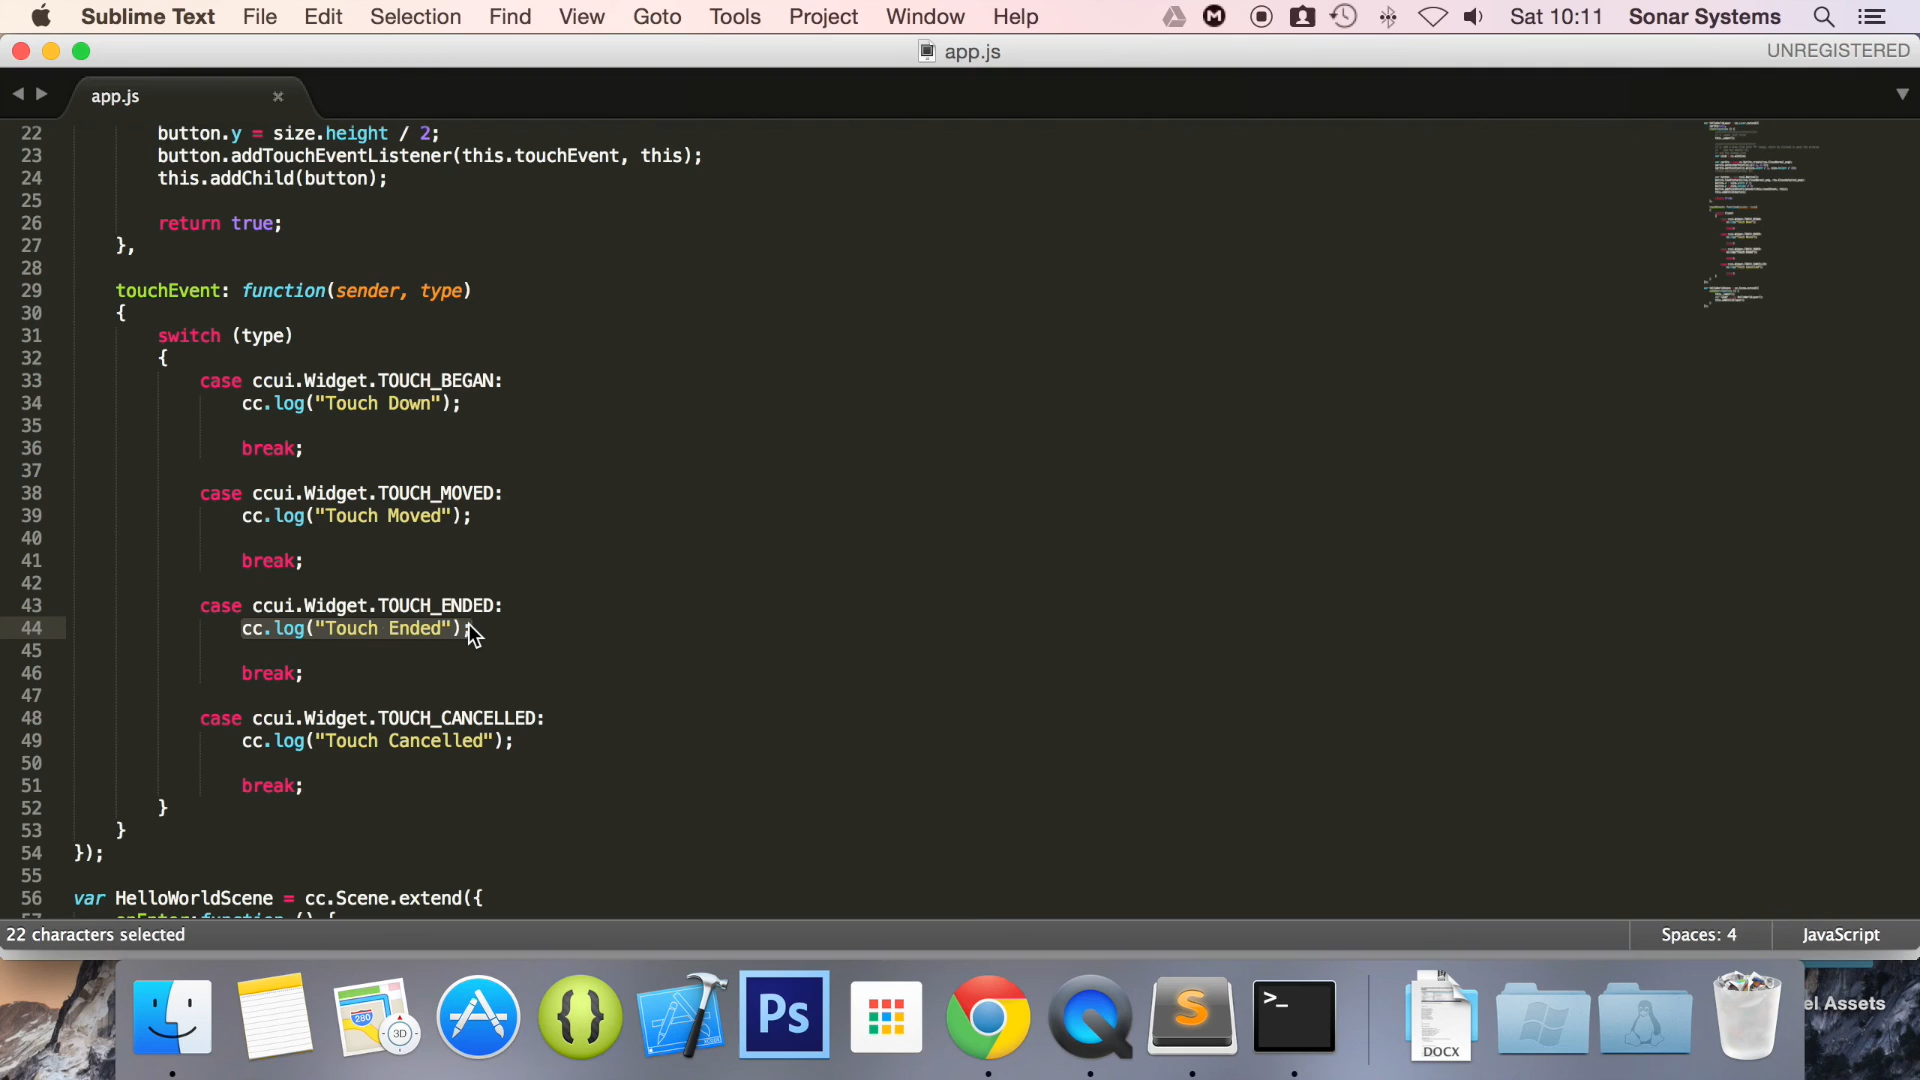 Sublime Text File Edit Selection Find View Goto Tools Project Window Help Sat 10:11 Sonar Systems
app.js UNREGISTERED
app.js
22 button.y = size.height / 2;
23 button.addTouchEventListener(this.touchEvent, this);
24 this.addChild(button);
25
26 return true;
27 },
28
29 touchEvent: function(sender, type)
30 {
31 switch (type)
32 {
33 case ccui.Widget.TOUCH_BEGAN:
34 cc.log("Touch Down");
35
36 break;
37
38 case ccui.Widget.TOUCH_MOVED:
39 cc.log("Touch Moved");
40
41 break;
42
43 case ccui.Widget.TOUCH_ENDED:
44 cc.log("Touch Ended");
45
46 break;
47
48 case ccui.Widget.TOUCH_CANCELLED:
49 cc.log("Touch Cancelled");
50
51 break;
52 }
53 }
54 });
55
56 var HelloWorldScene = cc.Scene.extend({
57 onEnter:function () {
22 characters selected Spaces: 4 JavaScript
280
3D
Ps
S
>_
DOCX
el Assets